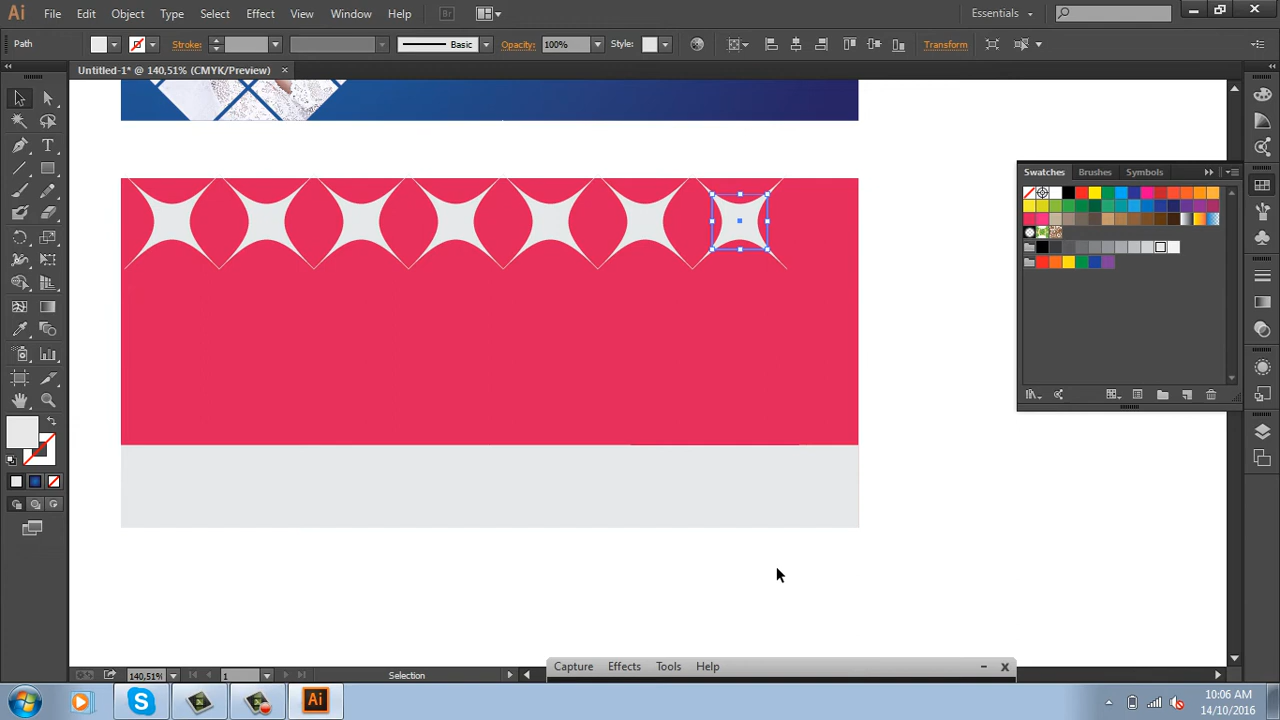 Ai File Edit Object Type Select Effect View Window Help Br Essentials
Path Stroke: Basic Opacity: 100% Style: Transform
Untitled-1* @ 140,51% (CMYK/Preview)
Swatches Brushes Symbols
140,51% 1 Selection
Capture Effects Tools Help
Ai
10:06 AM
14/10/2016